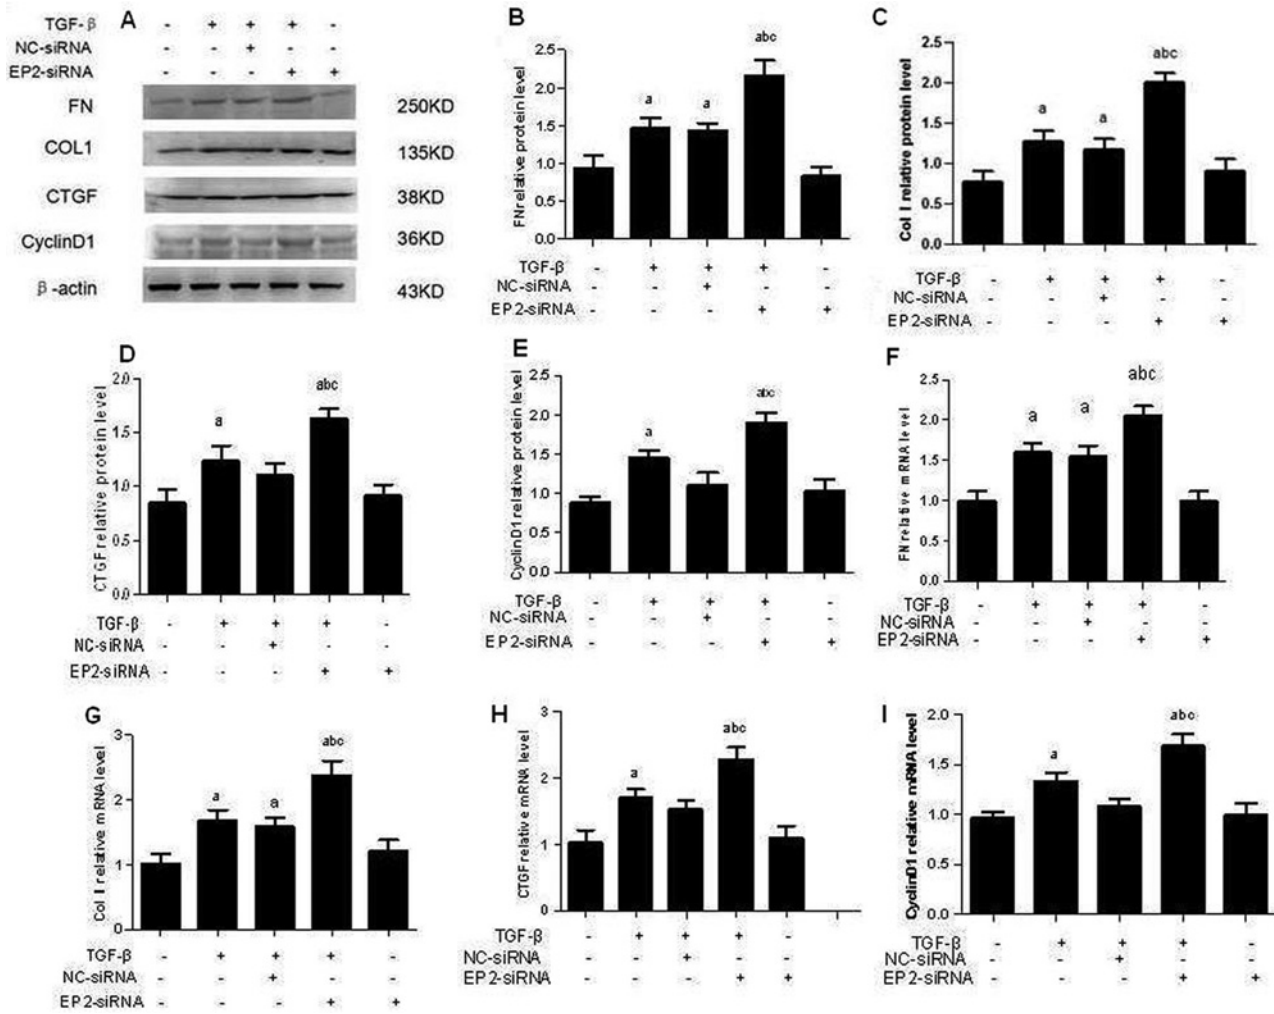 A
TGF-β - + + + -
NC-siRNA - - + - -
EP2-siRNA - - - + +
FN 250KD
COL1 135KD
CTGF 38KD
CyclinD1 36KD
β-actin 43KD
B
FN relative protein level
2.5
2.0
1.5
1.0
0.5
0.0
a a abc
TGF-β - + + + -
NC-siRNA - - + - -
EP2-siRNA - - - + +
C
Col I relative protein level
2.5
2.0
1.5
1.0
0.5
0.0
a a abc
TGF-β - + + + -
NC-siRNA - - + - -
EP2-siRNA - - - + +
D
CTGF relative protein level
2.0
1.5
1.0
0.5
0.0
a abc
TGF-β - + + + -
NC-siRNA - - + - -
EP2-siRNA - - - + +
E
CyclinD1 relative protein level
2.5
2.0
1.5
1.0
0.5
0.0
a abc
TGF-β - + + + -
NC-siRNA - - + - -
EP2-siRNA - - - + +
F
FN relative mRNA level
2.5
2.0
1.5
1.0
0.5
0.0
a a abc
TGF-β - + + + -
NC-siRNA - - + - -
EP2-siRNA - - - + +
G
Col I relative mRNA level
3
2
1
0
a a abc
TGF-β - + + + -
NC-siRNA - - + - -
EP2-siRNA - - - + +
H
CTGF relative mRNA level
3
2
1
0
a abc
TGF-β - + + + -
NC-siRNA - - + - -
EP2-siRNA - - - + +
I
CyclinD1 relative mRNA level
2.0
1.5
1.0
0.5
0.0
a abc
TGF-β - + + + -
NC-siRNA - - + - -
EP2-siRNA - - - + +